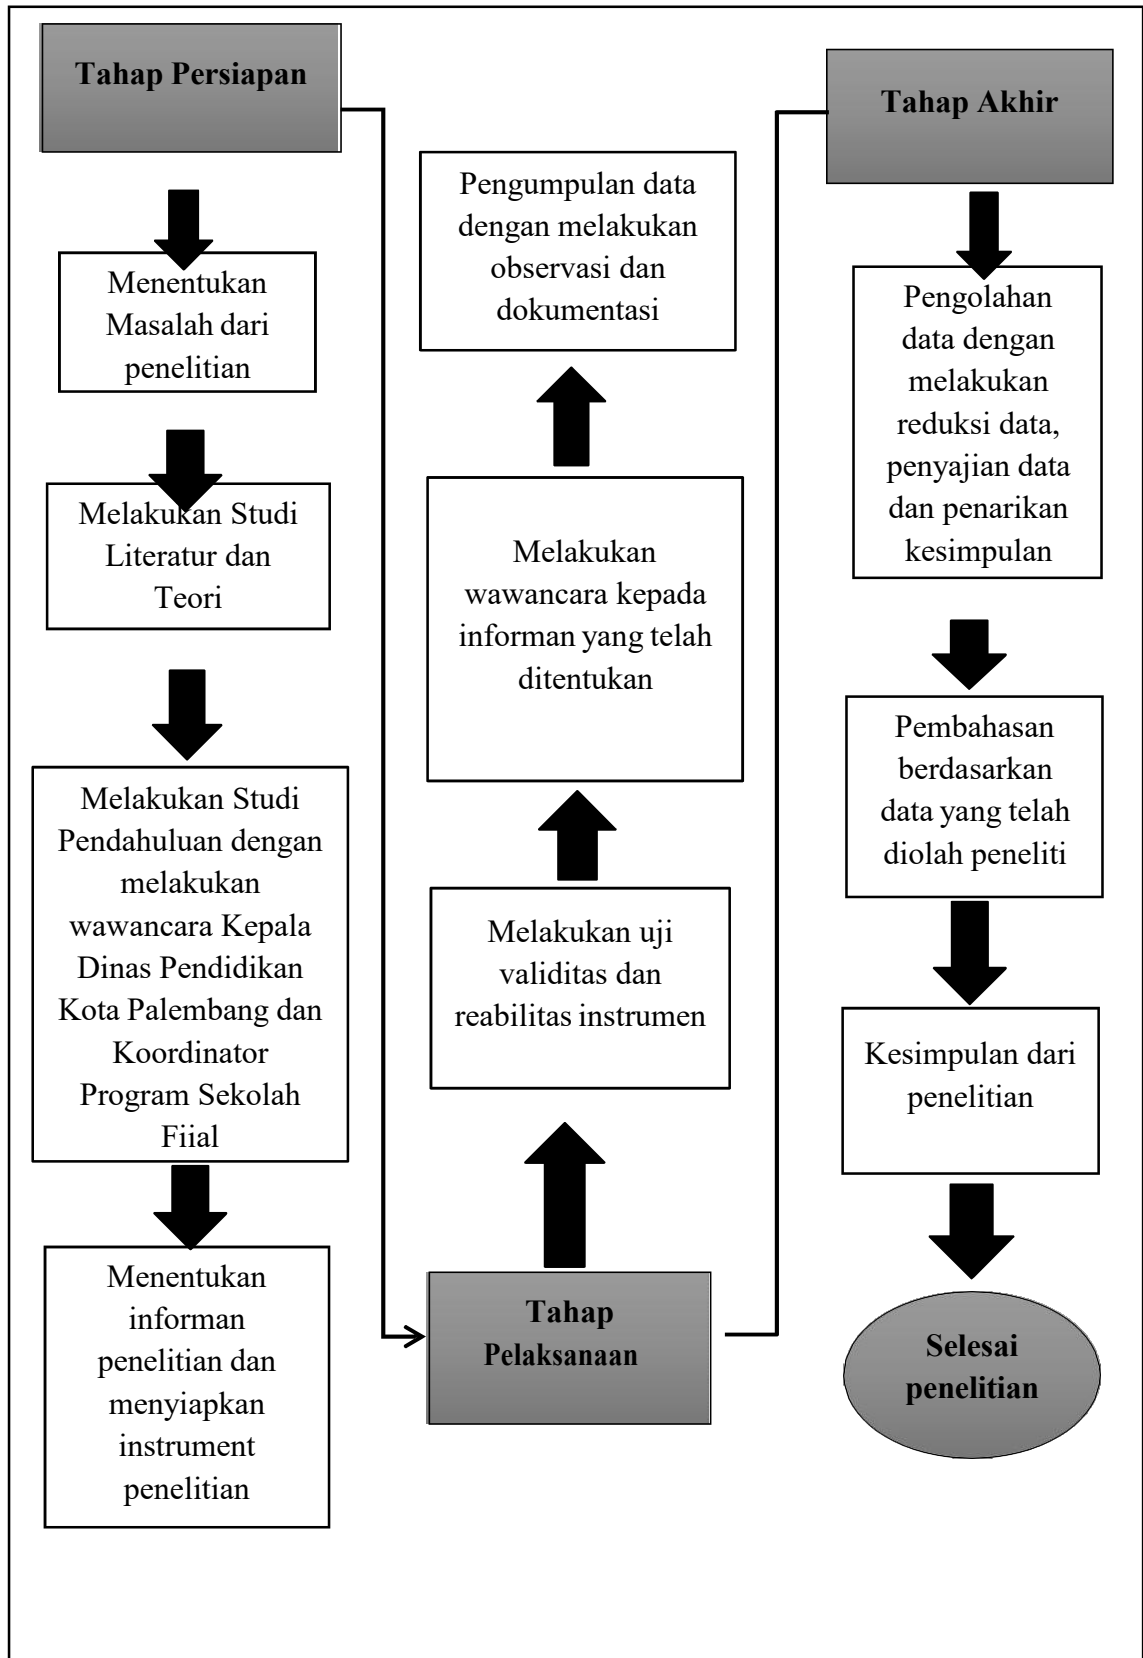 Tahap Persiapan
Menentukan
Masalah dari
penelitian
Melakukan Studi
Literatur dan
Teori
Melakukan Studi
Pendahuluan dengan
melakukan
wawancara Kepala
Dinas Pendidikan
Kota Palembang dan
Koordinator
Program Sekolah
Fiial
Menentukan
informan
penelitian dan
menyiapkan
instrument
penelitian
Tahap
Pelaksanaan
Melakukan uji
validitas dan
reabilitas instrumen
Melakukan
wawancara kepada
informan yang telah
ditentukan
Pengumpulan data
dengan melakukan
observasi dan
dokumentasi
Tahap Akhir
Pengolahan
data dengan
melakukan
reduksi data,
penyajian data
dan penarikan
kesimpulan
Pembahasan
berdasarkan
data yang telah
diolah peneliti
Kesimpulan dari
penelitian
Selesai
penelitian